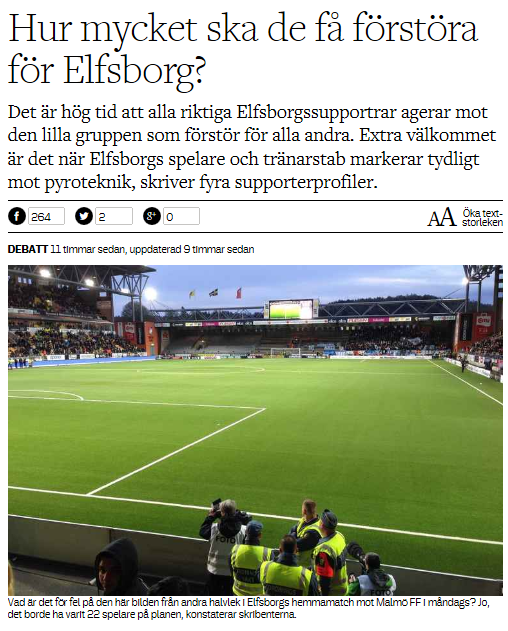 Hur mycket ska de få förstöra
för Elfsborg?
Det är hög tid att alla riktiga Elfsborgssupportrar agerar mot
den lilla gruppen som förstör för alla andra. Extra välkommet
är det när Elfsborgs spelare och tränarstab markerar tydligt
mot pyroteknik, skriver fyra supporterprofiler.
264 2 0 AA Öka text-
storleken
DEBATT 11 timmar sedan, uppdaterad 9 timmar sedan
FOTO
Vad är det för fel på den här bilden från andra halvlek i Elfsborgs hemmamatch mot Malmö FF i måndags? Jo,
det borde ha varit 22 spelare på planen, konstaterar skribenterna.